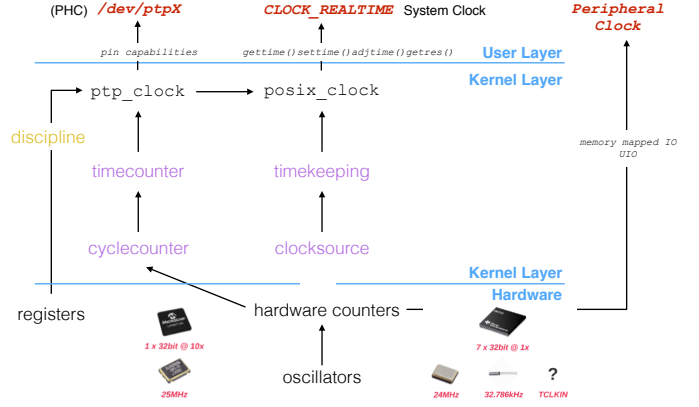 (PHC) /dev/ptpX
CLOCK_REALTIME System Clock
Peripheral
Clock
pin capabilities
gettime()settime()adjtime()getres()
User Layer
Kernel Layer
ptp_clock
posix_clock
discipline
memory mapped IO
UIO
timecounter
timekeeping
cyclecounter
clocksource
Kernel Layer
Hardware
registers
hardware counters
1 x 32bit @ 10x
7 x 32bit @ 1x
oscillators
?
25MHz
24MHz
32.786kHz
TCLKIN